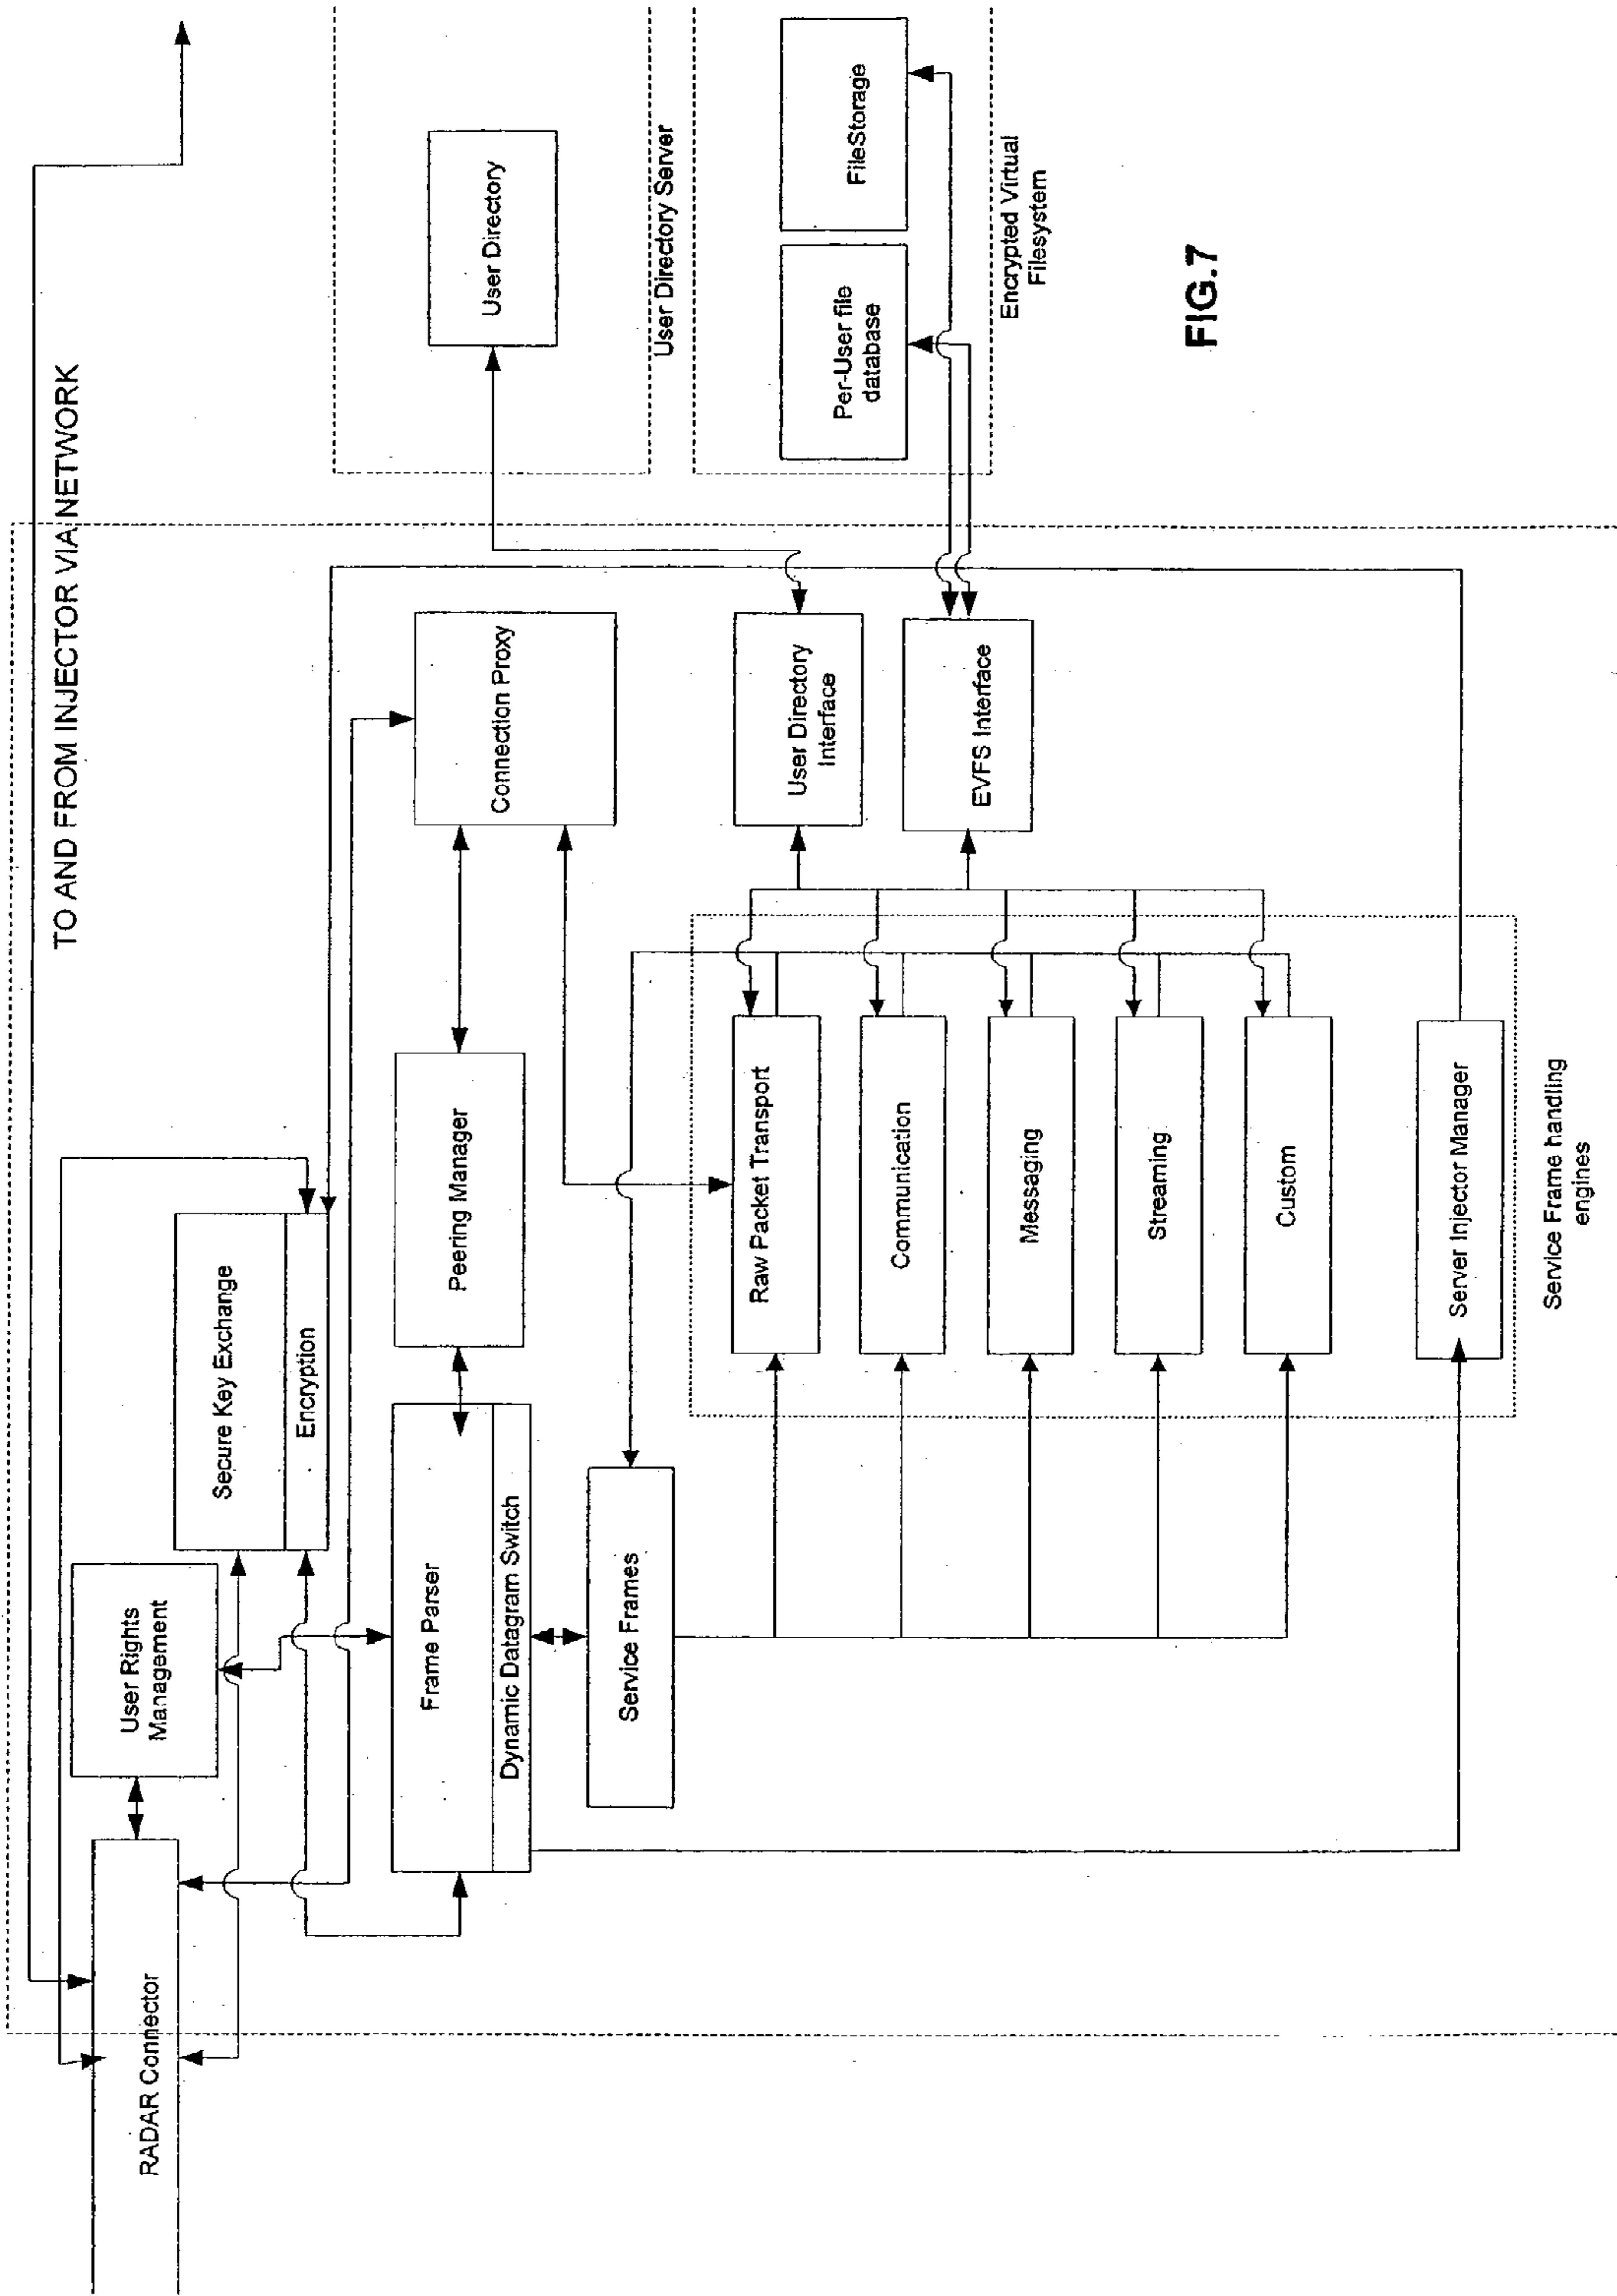 TO AND FROM INJECTOR VIA NETWORK
RADAR Connector
User Rights
Management
Secure Key Exchange
Encryption
Frame Parser
Dynamic Datagram Switch
Peering Manager
Connection Proxy
User Directory
User Directory Server
Service Frames
Raw Packet Transport
Communication
Messaging
Streaming
Custom
Server Injector Manager
Service Frame handling
engines
User Directory
Interface
EVFS Interface
Per-User file
database
FileStorage
Encrypted Virtual
Filesystem
FIG.7